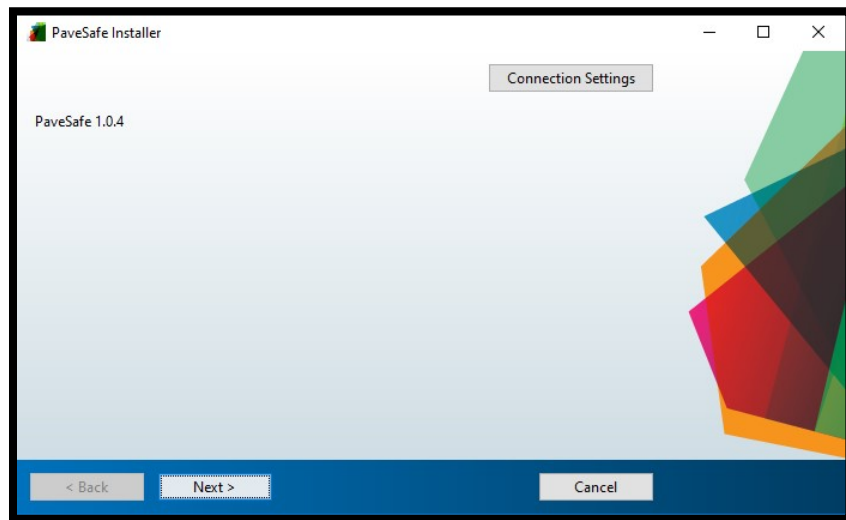 PaveSafe Installer
Connection Settings
PaveSafe 1.0.4
< Back
Next >
Cancel